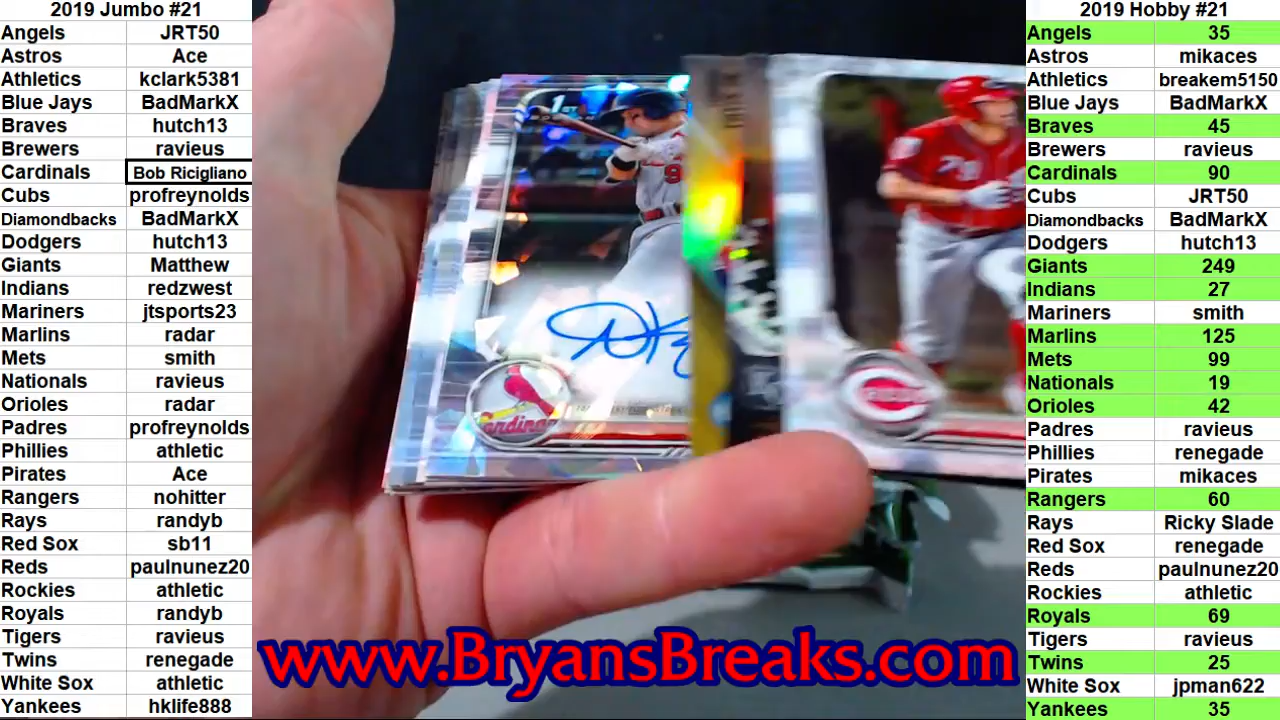 2019 Jumbo #21
Angels JRT50
Astros Ace
Athletics kclark5381
Blue Jays BadMarkX
Braves hutch13
Brewers ravieus
Cardinals Bob Ricigliano
Cubs profreynolds
Diamondbacks BadMarkX
Dodgers hutch13
Giants Matthew
Indians redzwest
Mariners jtsports23
Marlins radar
Mets smith
Nationals ravieus
Orioles radar
Padres profreynolds
Phillies athletic
Pirates Ace
Rangers nohitter
Rays randyb
Red Sox sb11
Reds paulnunez20
Rockies athletic
Royals randyb
Tigers ravieus
Twins renegade
White Sox athletic
Yankees hklife888
1st
BOWMAN
9
Cardinals
REDS
www.BryansBreaks.com
2019 Hobby #21
Angels 35
Astros mikaces
Athletics breakem5150
Blue Jays BadMarkX
Braves 45
Brewers ravieus
Cardinals 90
Cubs JRT50
Diamondbacks BadMarkX
Dodgers hutch13
Giants 249
Indians 27
Mariners smith
Marlins 125
Mets 99
Nationals 19
Orioles 42
Padres ravieus
Phillies renegade
Pirates mikaces
Rangers 60
Rays Ricky Slade
Red Sox renegade
Reds paulnunez20
Rockies athletic
Royals 69
Tigers ravieus
Twins 25
White Sox jpman622
Yankees 35